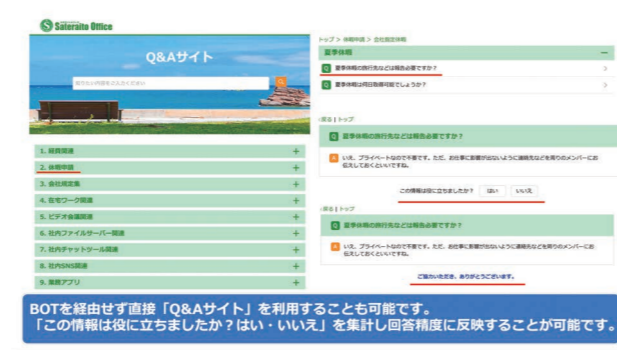 Sateraito Office
Q&Aサイト
知りたい内容をご入力ください
1. 経費関連
2. 休暇申請
3. 会社規定集
4. 在宅ワーク関連
5. ビデオ会議関連
6. 社内ファイルサーバー関連
7. 社内チャットツール関連
8. 社内SNS関連
9. 業務アプリ
トップ > 休暇申請 > 会社規定休暇
夏季休暇
Q 夏季休暇の旅行先などは報告必要ですか?
Q 夏季休暇は何日取得可能でしょうか?
‹戻る | トップ
Q 夏季休暇の旅行先などは報告必要ですか?
A いえ、プライベートなので不要です。ただ、お仕事に影響が出ないように連絡先などを周りのメンバーにお
伝えしておくといいですね。
この情報は役に立ちましたか? はい いいえ
‹戻る | トップ
Q 夏季休暇の旅行先などは報告必要ですか?
A いえ、プライベートなので不要です。ただ、お仕事に影響が出ないように連絡先などを周りのメンバーにお
伝えしておくといいですね。
ご協力いただき、ありがとうございます。
BOTを経由せず直接「Q&Aサイト」を利用することも可能です。
「この情報は役に立ちましたか?はい・いいえ」を集計し回答精度に反映することが可能です。